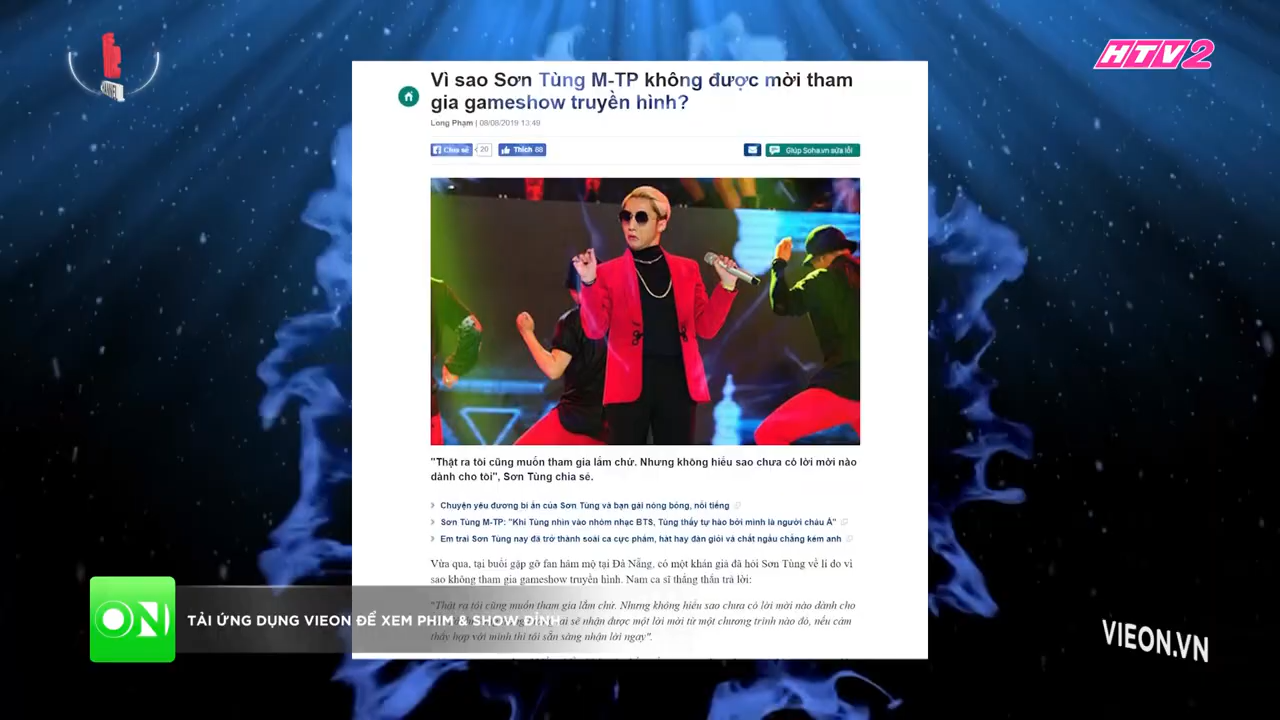 HTV2
CHANNEL
Vì sao Sơn Tùng M-TP không được mời tham
gia gameshow truyền hình?
Long Phạm | 08/08/2019 13:49
Chia sẻ 20 Thích 88
Giúp Soha.vn sửa lỗi
"Thật ra tôi cũng muốn tham gia lắm chứ. Nhưng không hiểu sao chưa có lời mời nào
dành cho tôi", Sơn Tùng chia sẻ.
Chuyện yêu đương bí ẩn của Sơn Tùng và bạn gái nóng bỏng, nổi tiếng
Sơn Tùng M-TP: "Khi Tùng nhìn vào nhóm nhạc BTS, Tùng thấy tự hào bởi mình là người châu Á"
Em trai Sơn Tùng nay đã trở thành soái ca cực phẩm, hát hay đàn giỏi và chất ngầu chẳng kém anh
Vừa qua, tại buổi gặp gỡ fan hâm mộ tại Đà Nẵng, có một khán giả đã hỏi Sơn Tùng về lí do vì
sao không tham gia gameshow truyền hình. Nam ca sĩ thẳng thắn trả lời:
"Thật ra tôi cũng muốn tham gia lắm chứ. Nhưng không hiểu sao chưa có lời mời nào dành cho
ai sẽ nhận được một lời mời từ một chương trình nào đó, nếu cảm
thấy hợp với mình thì tôi sẵn sàng nhận lời ngay".
ON
TẢI ỨNG DỤNG VIEON ĐỂ XEM PHIM & SHOW ĐỈNH
VIEON.VN